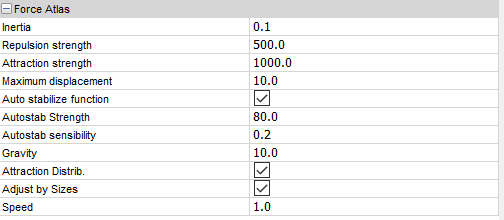 Force Atlas
Inertia 0.1
Repulsion strength 500.0
Attraction strength 1000.0
Maximum displacement 10.0
Auto stabilize function
Autostab Strength 80.0
Autostab sensibility 0.2
Gravity 10.0
Attraction Distrib.
Adjust by Sizes
Speed 1.0